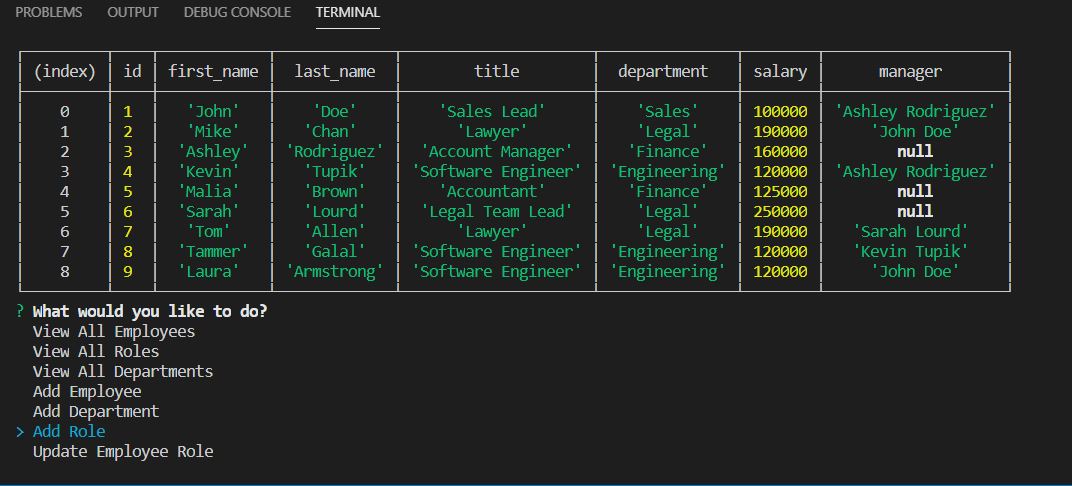 PROBLEMS OUTPUT DEBUG CONSOLE TERMINAL
(index) id first_name last_name title department salary manager
0 1 'John' 'Doe' 'Sales Lead' 'Sales' 100000 'Ashley Rodriguez'
1 2 'Mike' 'Chan' 'Lawyer' 'Legal' 190000 'John Doe'
2 3 'Ashley' 'Rodriguez' 'Account Manager' 'Finance' 160000 null
3 4 'Kevin' 'Tupik' 'Software Engineer' 'Engineering' 120000 'Ashley Rodriguez'
4 5 'Malia' 'Brown' 'Accountant' 'Finance' 125000 null
5 6 'Sarah' 'Lourd' 'Legal Team Lead' 'Legal' 250000 null
6 7 'Tom' 'Allen' 'Lawyer' 'Legal' 190000 'Sarah Lourd'
7 8 'Tammer' 'Galal' 'Software Engineer' 'Engineering' 120000 'Kevin Tupik'
8 9 'Laura' 'Armstrong' 'Software Engineer' 'Engineering' 120000 'John Doe'
? What would you like to do?
View All Employees
View All Roles
View All Departments
Add Employee
Add Department
> Add Role
Update Employee Role